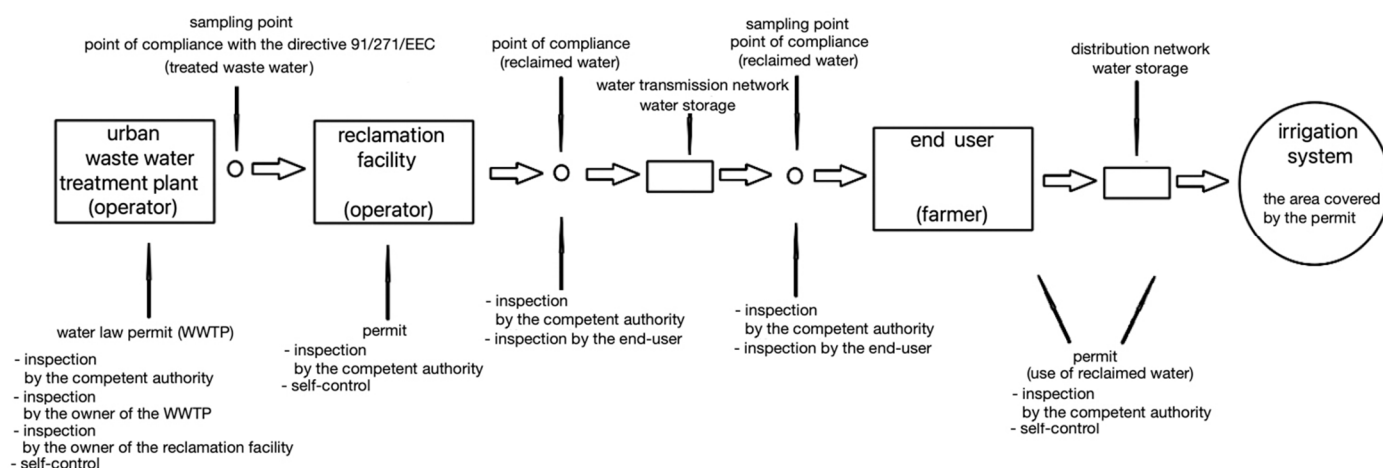 sampling point
point of compliance with the directive 91/271/EEC
(treated waste water)
point of compliance
(reclaimed water)
water transmission network
water storage
sampling point
point of compliance
(reclaimed water)
distribution network
water storage
urban
waste water
treatment plant
(operator)
reclamation
facility
(operator)
end user
(farmer)
irrigation
system
the area covered
by the permit
water law permit (WWTP)
- inspection
by the competent authority
- inspection
by the owner of the WWTP
- inspection
by the owner of the reclamation facility
- self-control
permit
- inspection
by the competent authority
- self-control
- inspection
by the competent authority
- inspection by the end-user
- inspection
by the competent authority
- inspection by the end-user
permit
(use of reclaimed water)
- inspection
by the competent authority
- self-control